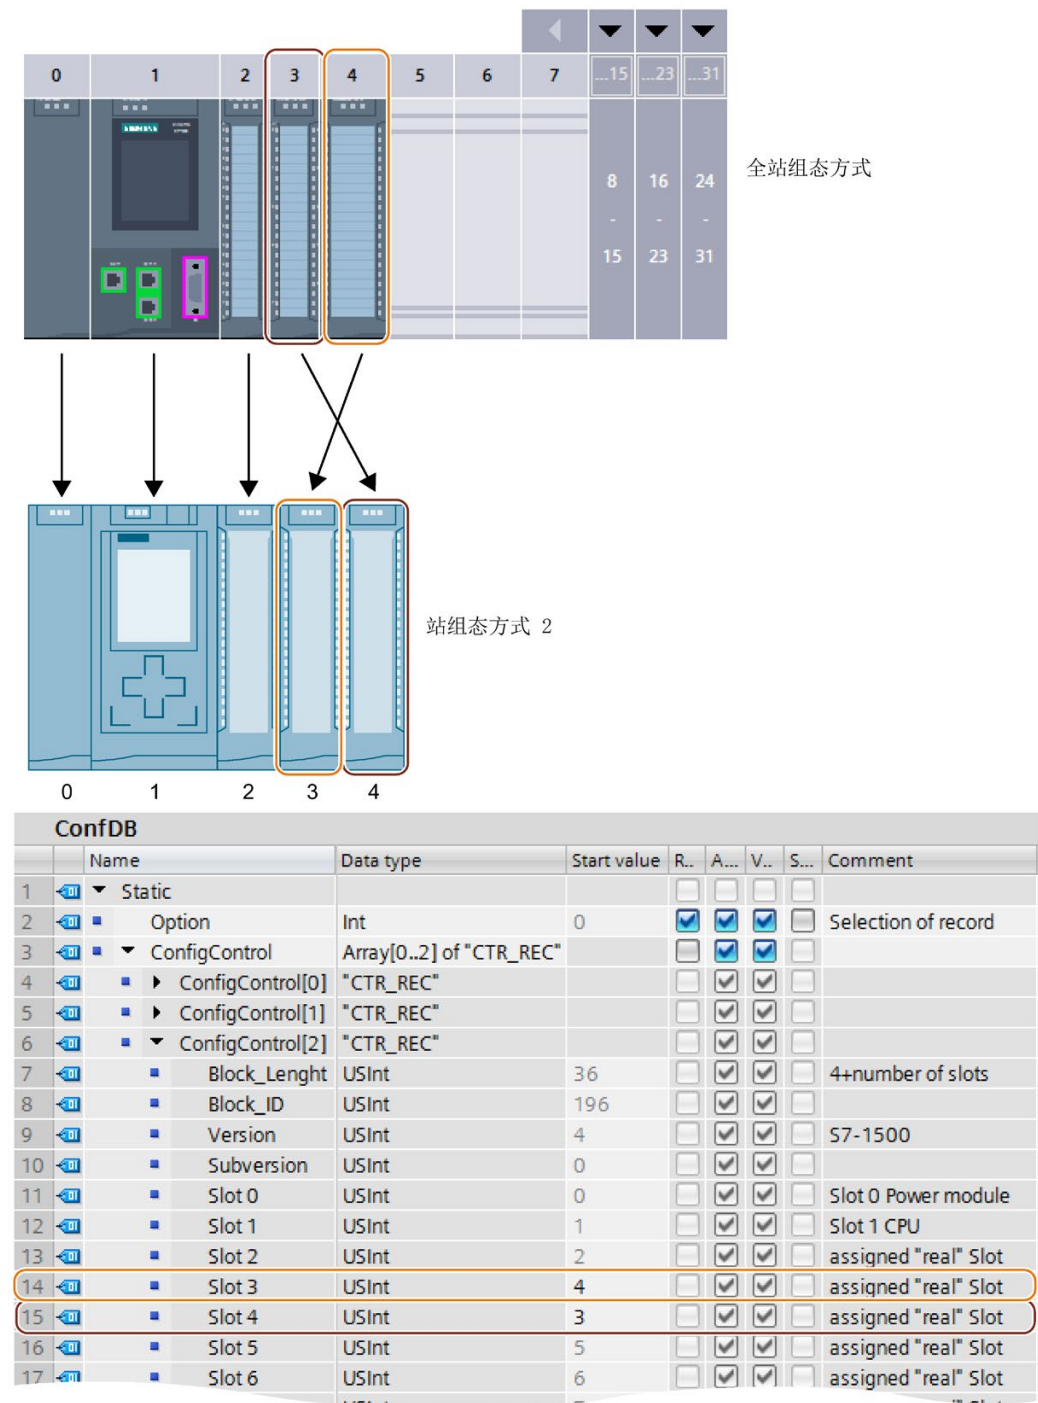 0 1 2 3 4 5 6 7 ...15 ...23 ...31
SIEMENS
全站组态方式
8 16 24
- - -
15 23 31
站组态方式 2
0 1 2 3 4
ConfDB
Name Data type Start value R... A... V... S... Comment
1 Static
2 Option Int 0 Selection of record
3 ConfigControl Array[0..2] of "CTR_REC"
4 ConfigControl[0] "CTR_REC"
5 ConfigControl[1] "CTR_REC"
6 ConfigControl[2] "CTR_REC"
7 Block_Lenght USInt 36 4+number of slots
8 Block_ID USInt 196
9 Version USInt 4 S7-1500
10 Subversion USInt 0
11 Slot 0 USInt 0 Slot 0 Power module
12 Slot 1 USInt 1 Slot 1 CPU
13 Slot 2 USInt 2 assigned "real" Slot
14 Slot 3 USInt 4 assigned "real" Slot
15 Slot 4 USInt 3 assigned "real" Slot
16 Slot 5 USInt 5 assigned "real" Slot
17 Slot 6 USInt 6 assigned "real" Slot